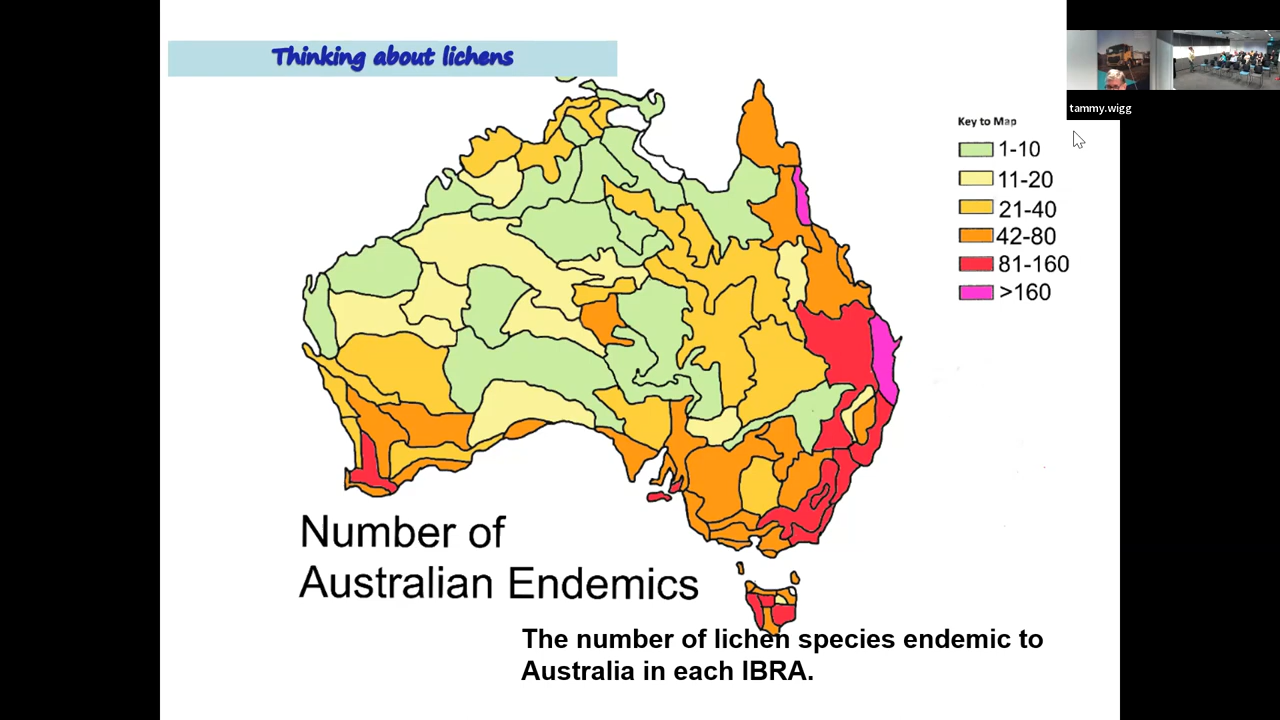 Thinking about lichens
tammy.wigg
Key to Map
1-10
11-20
21-40
42-80
81-160
>160
Number of
Australian Endemics
The number of lichen species endemic to
Australia in each IBRA.